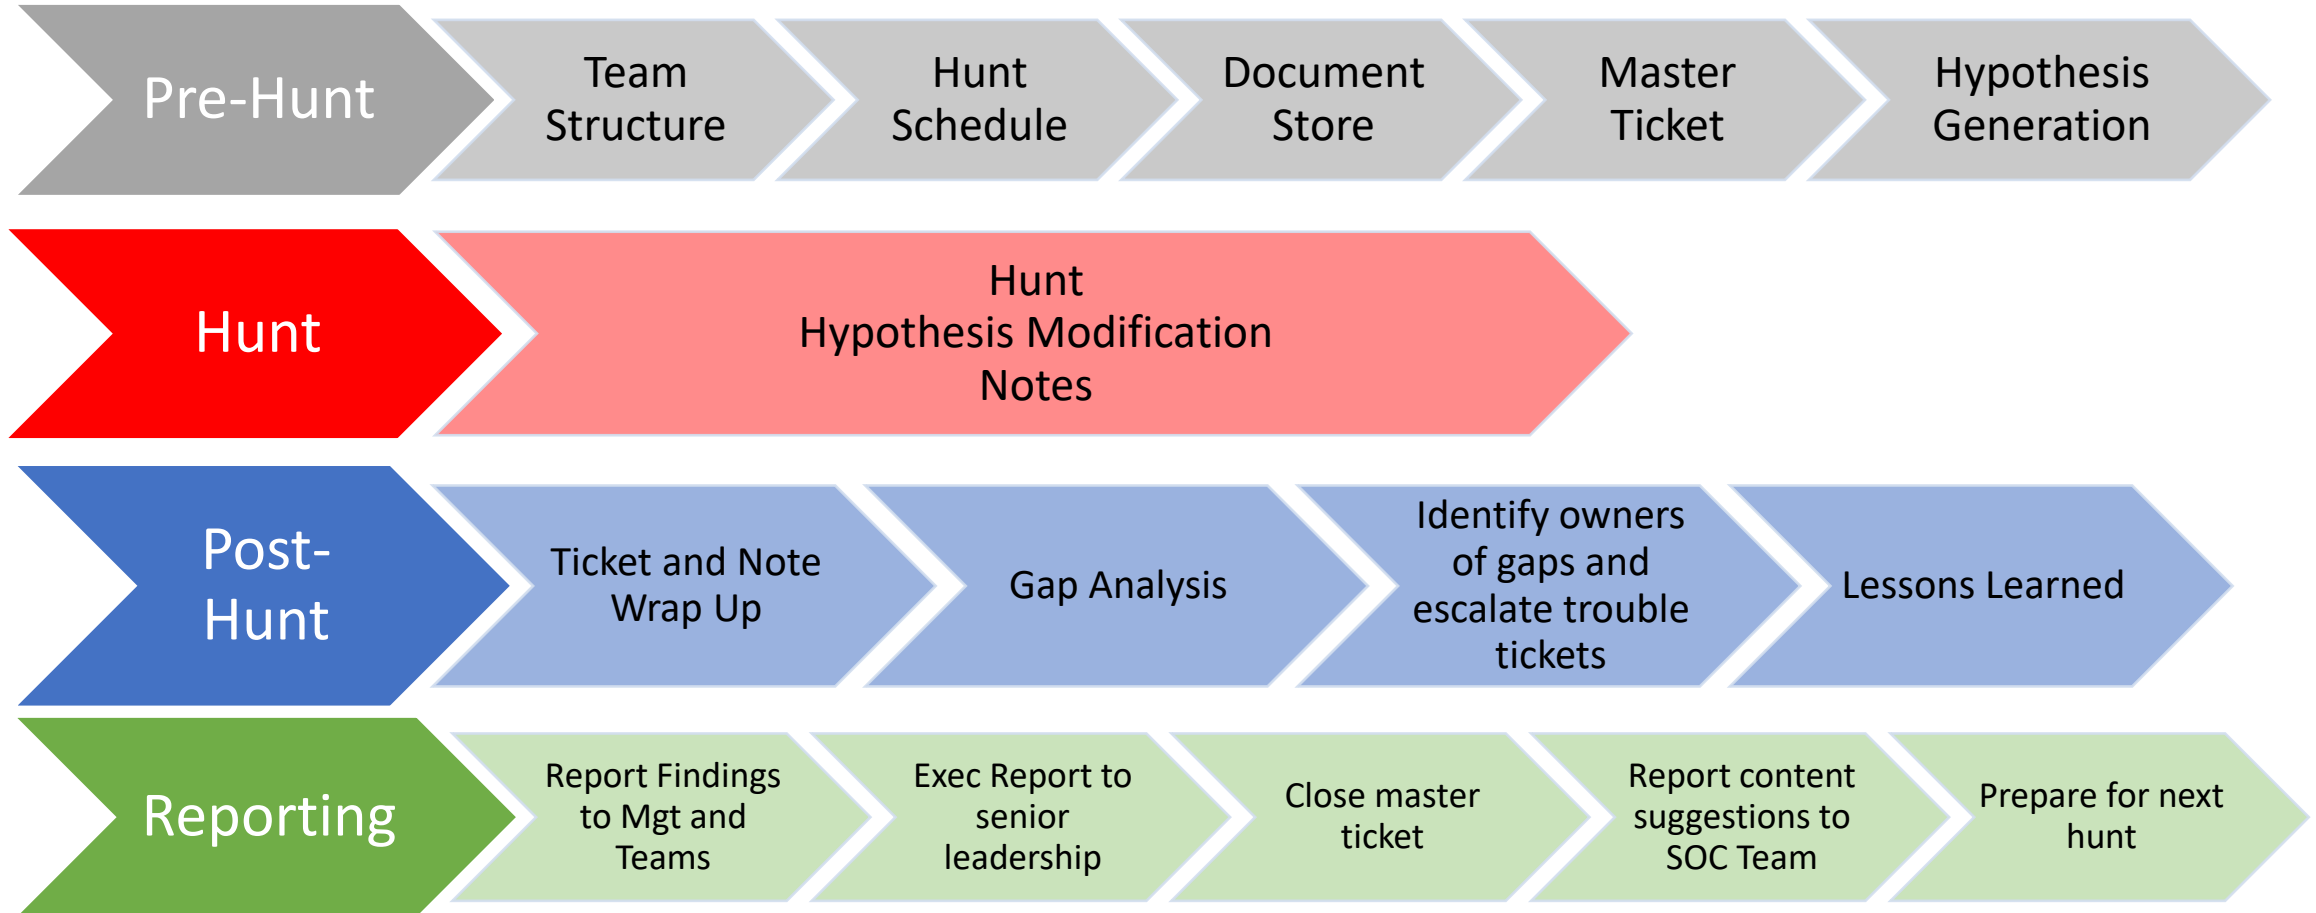 Pre-Hunt
Team
Structure
Hunt
Schedule
Document
Store
Master
Ticket
Hypothesis
Generation
Hunt
Hunt
Hypothesis Modification
Notes
Post-
Hunt
Ticket and Note
Wrap Up
Gap Analysis
Identify owners
of gaps and
escalate trouble
tickets
Lessons Learned
Reporting
Report Findings
to Mgt and
Teams
Exec Report to
senior
leadership
Close master
ticket
Report content
suggestions to
SOC Team
Prepare for next
hunt